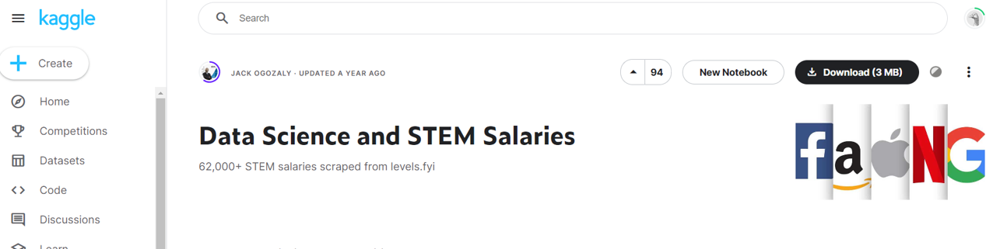 kaggle
Search
Create
JACK OGOZALY · UPDATED A YEAR AGO
94
New Notebook
Download (3 MB)
Home
Competitions
Datasets
Code
Discussions
Learn
Data Science and STEM Salaries
62,000+ STEM salaries scraped from levels.fyi
f a N G